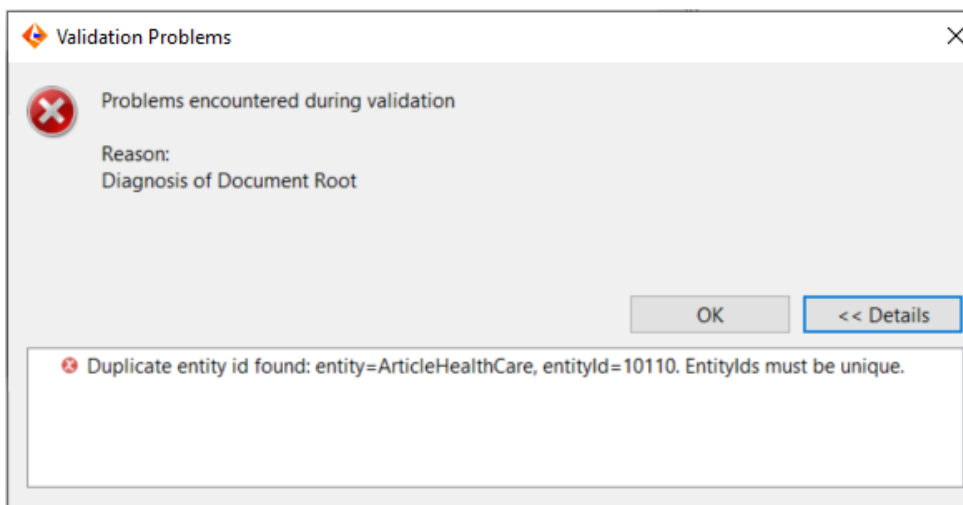 Validation Problems
Problems encountered during validation
Reason:
Diagnosis of Document Root
OK
<< Details
Duplicate entity id found: entity=ArticleHealthCare, entityId=10110. EntityIds must be unique.